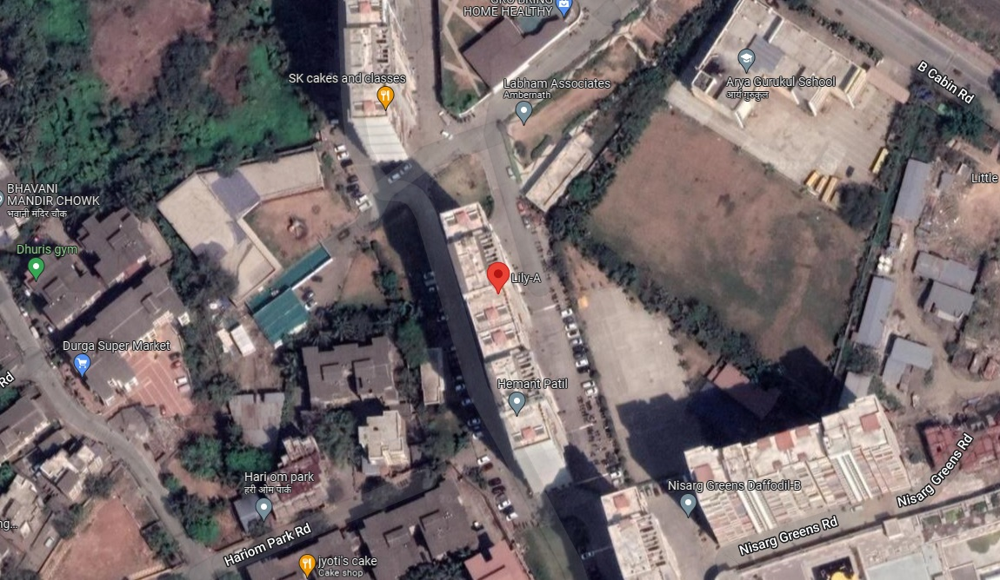 HOME HEALTHY
SK cakes and classes
Labham Associates
Ambernath
Arya Gurukul School
आर्य गुरुकुल
B Cabin Rd
Little
BHAVANI
MANDIR CHOWK
भवानी मंदिर चौक
Dhuris gym
Lily-A
Durga Super Market
Rd
Hemant Patil
Hari om park
हरी ओम पार्क
Nisarg Greens Daffodil-B
Nisarg Greens Rd
Nisarg Greens Rd
Hariom Park Rd
jyoti's cake
Cake shop